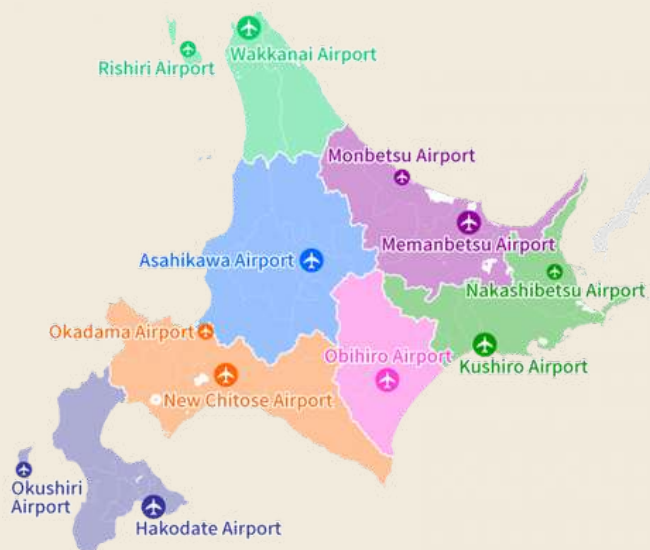 Wakkanai Airport
Rishiri Airport
Monbetsu Airport
Memanbetsu Airport
Asahikawa Airport
Nakashibetsu Airport
Okadama Airport
Obihiro Airport
Kushiro Airport
New Chitose Airport
Okushiri
Airport
Hakodate Airport